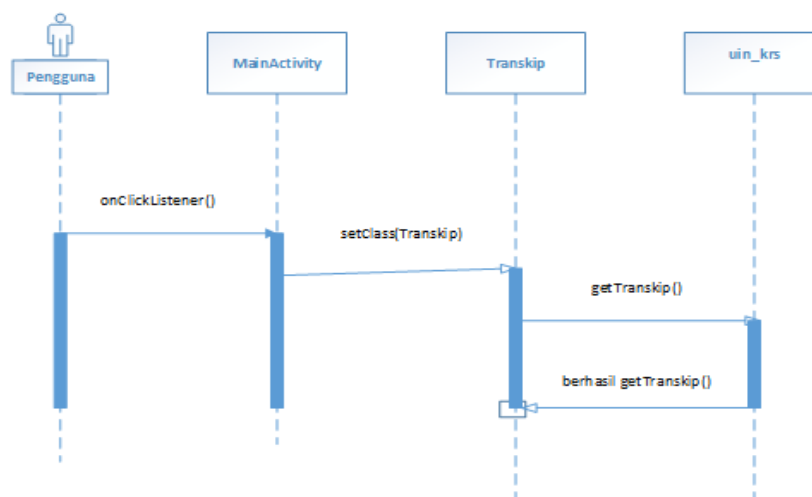 Pengguna
MainActivity
Transkip
uin_krs
onClickListener()
setClass(Transkip)
getTranskip()
berhasil getTranskip()